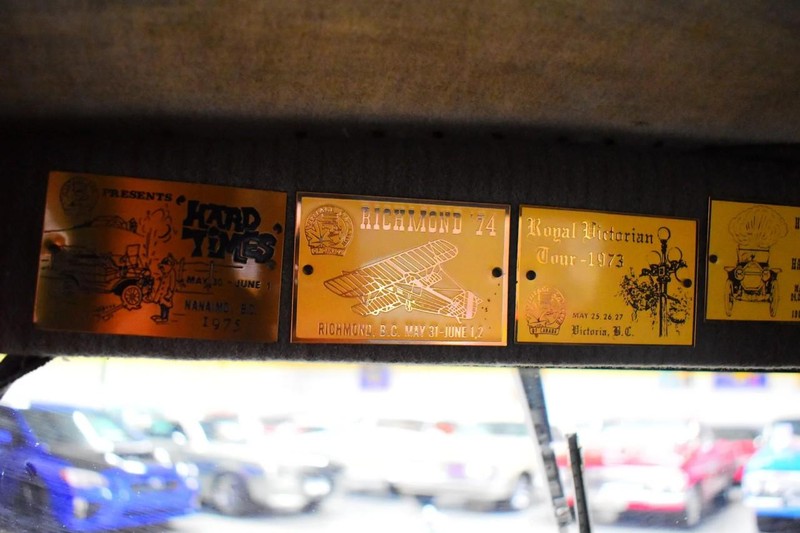 PRESENTS
"HARD
TIMES"
MAY 30 - JUNE 1
NANAIMO, BC
1975
RICHMOND '74
RICHMOND, B.C. MAY 31-JUNE 1,2
Royal Victorian
Tour - 1973
MAY 25.26.27
Victoria, B.C.